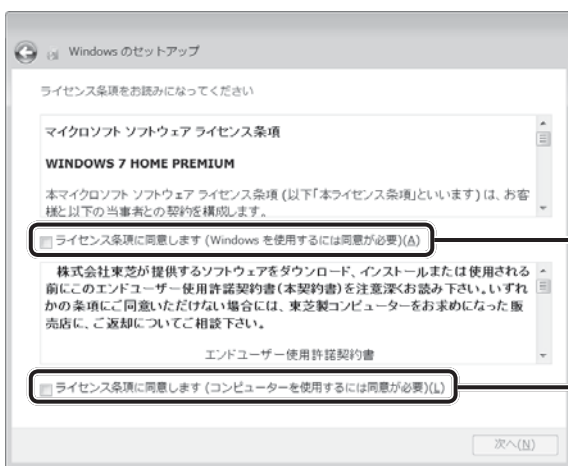 Windows のセットアップ
ライセンス条項をお読みになってください
マイクロソフト ソフトウェア ライセンス条項
WINDOWS 7 HOME PREMIUM
本マイクロソフト ソフトウェア ライセンス条項 (以下「本ライセンス条項」といいます) は、お客
様と以下の当事者との契約を構成します。
ライセンス条項に同意します (Windows を使用するには同意が必要)(A)
株式会社東芝が提供するソフトウェアをダウンロード、インストールまたは使用される
前にこのエンドユーザー使用許諾契約書(本契約書)を注意深くお読み下さい。いずれ
かの条項にご同意いただけない場合には、東芝製コンピューターをお求めになった販
売店に、ご返却についてご相談下さい。
エンドユーザー使用許諾契約書
ライセンス条項に同意します (コンピューターを使用するには同意が必要)(L)
次へ(N)